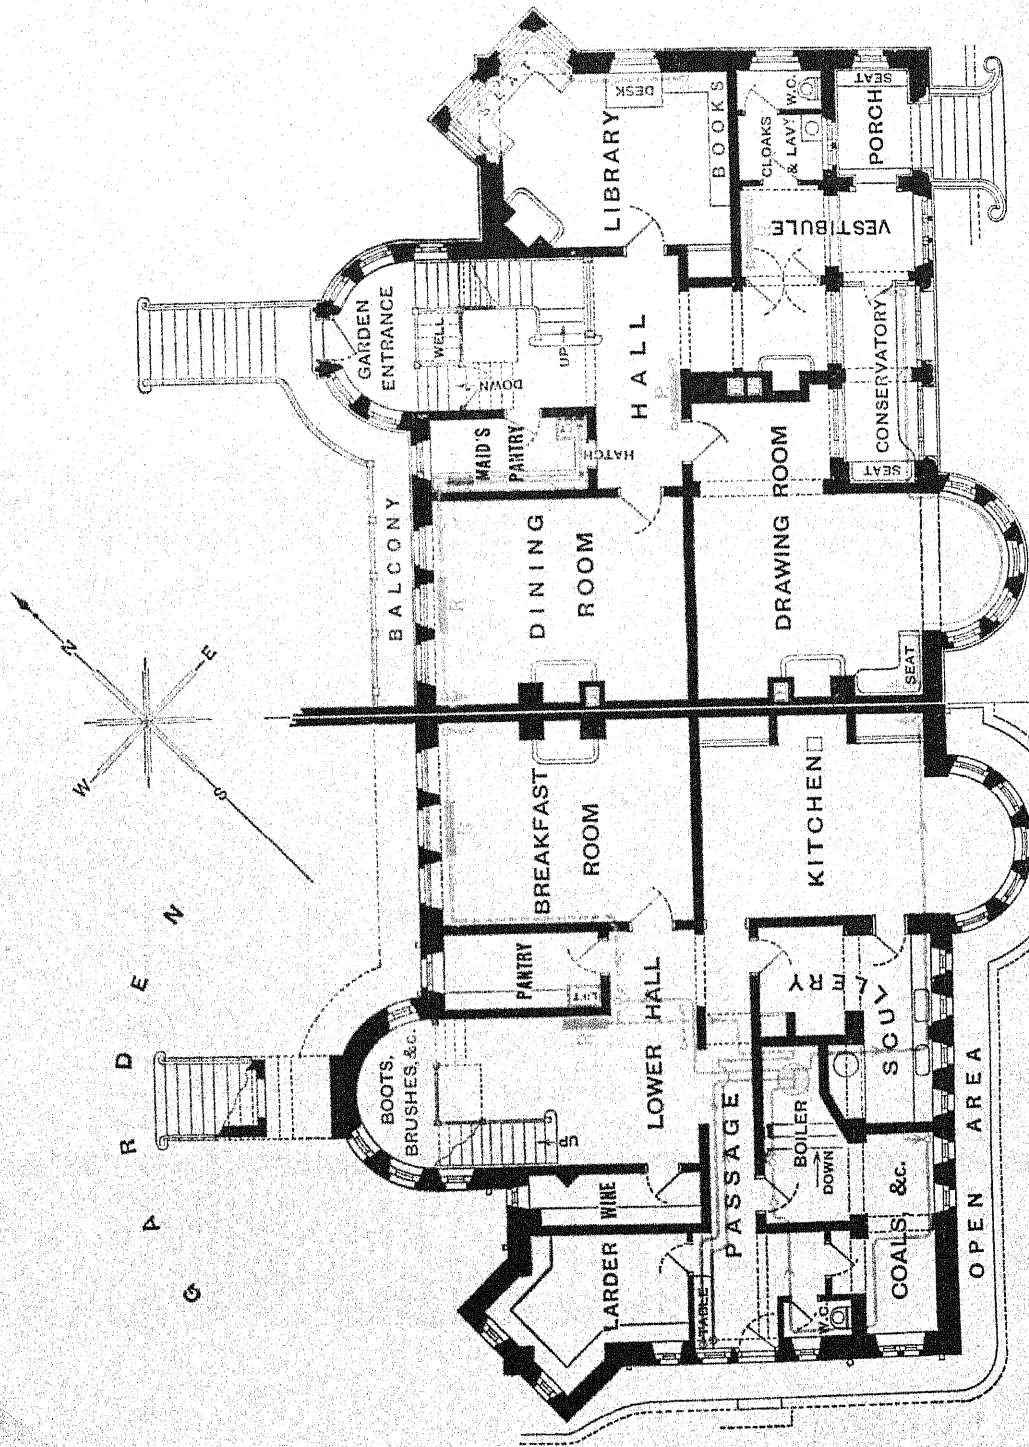 SEAT
DESK
LIBRARY
BOOKS
CLOAKS
& LAVY
W.C.
SEAT
PORCH
VESTIBULE
GARDEN
ENTRANCE
WELL
DOWN
UP
HALL
MAID'S
PANTRY
HATCH
CONSERVATORY
SEAT
BALCONY
DINING
ROOM
DRAWING ROOM
SEAT
N
E
S
W
BREAKFAST
ROOM
KITCHEN
GARDEN
PANTRY
LIFT
LOWER HALL
SCULLERY
BOOTS,
BRUSHES, &c.
UP
PASSAGE
BOILER
DOWN
WINE
LARDER
TABLE
W.C.
COALS, &c.
OPEN AREA